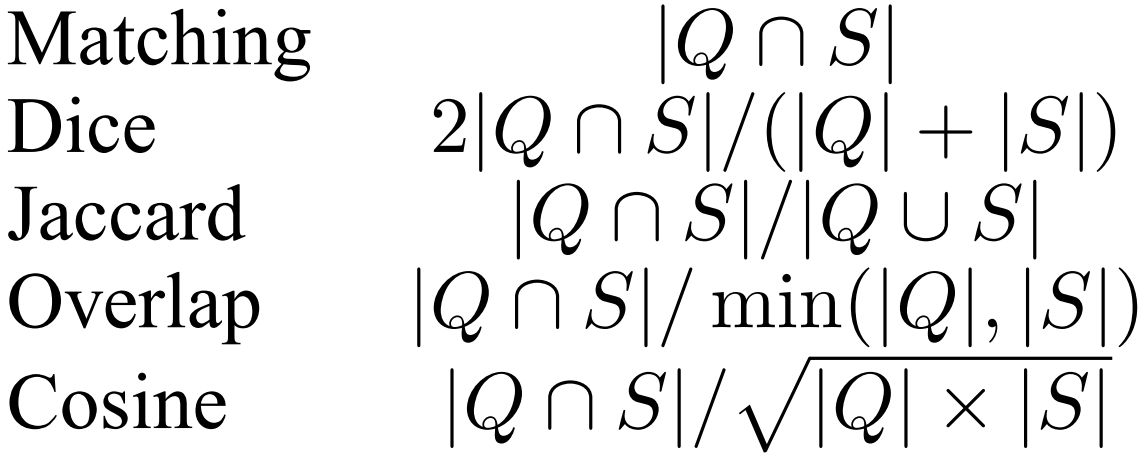 Matching |Q ∩ S|
Dice 2|Q ∩ S|/(|Q| + |S|)
Jaccard |Q ∩ S|/|Q ∪ S|
Overlap |Q ∩ S|/ min(|Q|, |S|)
Cosine |Q ∩ S|/√(|Q| × |S|)